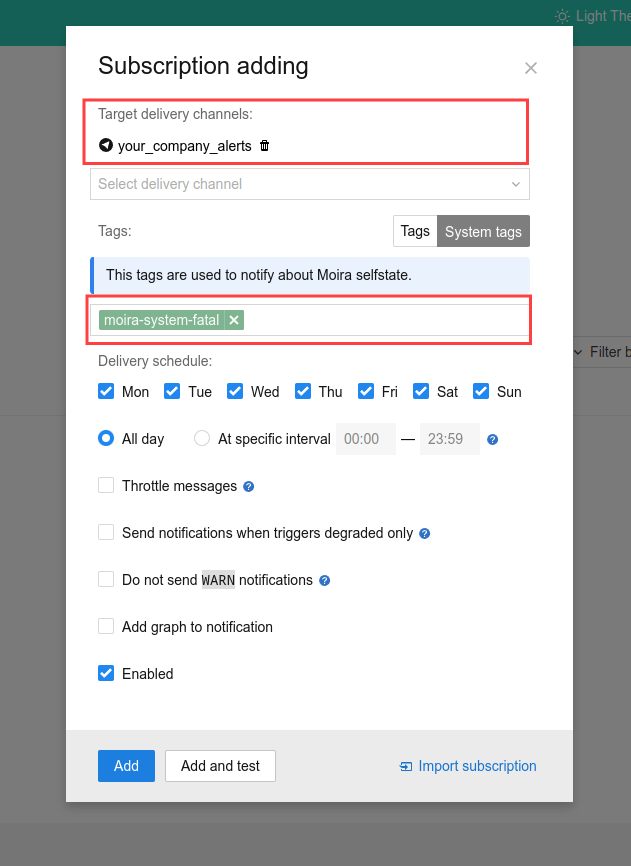 Light The
Subscription adding
Target delivery channels:
your_company_alerts
Select delivery channel
Tags: Tags System tags
This tags are used to notify about Moira selfstate.
moira-system-fatal
Filter b
Delivery schedule:
Mon Tue Wed Thu Fri Sat Sun
All day At specific interval 00:00 — 23:59 ?
Throttle messages ?
Send notifications when triggers degraded only ?
Do not send WARN notifications ?
Add graph to notification
Enabled
Add Add and test Import subscription